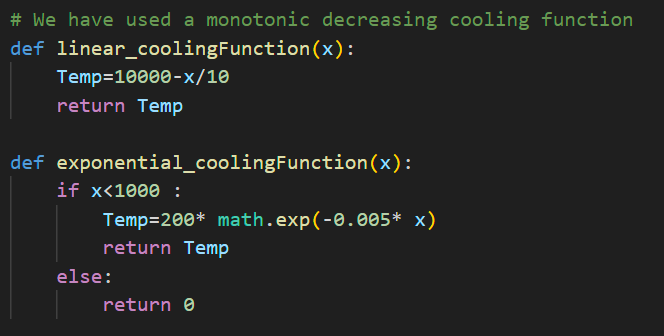 # We have used a monotonic decreasing cooling function
def linear_coolingFunction(x):
    Temp=10000-x/10
    return Temp

def exponential_coolingFunction(x):
    if x<1000 :
        Temp=200* math.exp(-0.005* x)
        return Temp
    else:
        return 0